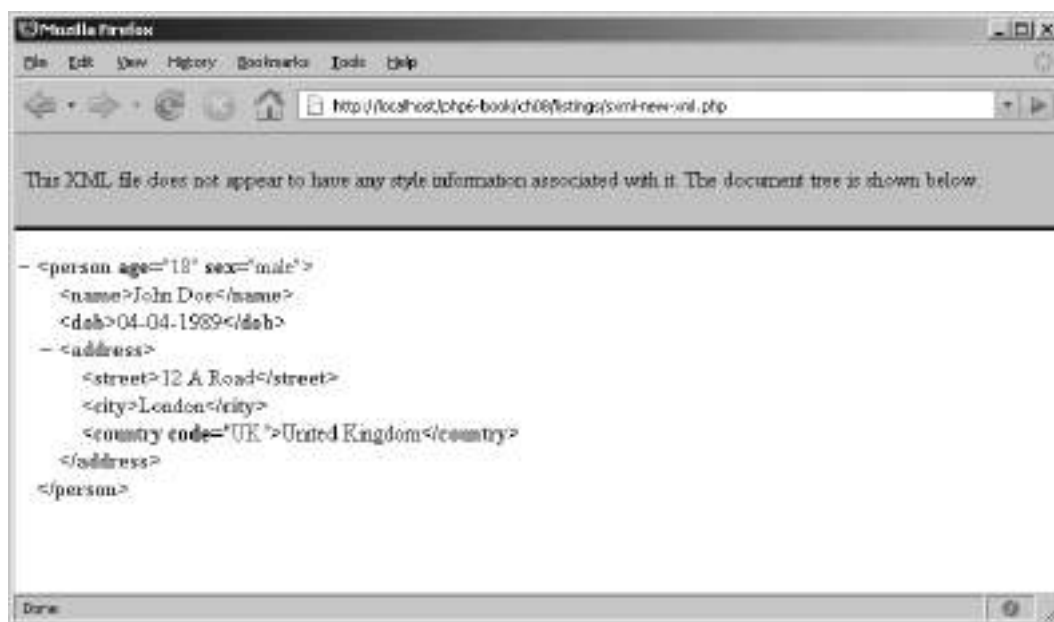 Mozilla Firefox
File Edit View History Bookmarks Tools Help
http://localhost/php6-book/ch08/listings/sxml-new-xml.php
This XML file does not appear to have any style information associated with it. The document tree is shown below.
− <person age="18" sex="male">
<name>John Doe</name>
<dob>04-04-1989</dob>
− <address>
<street>12 A Road</street>
<city>London</city>
<country code="UK">United Kingdom</country>
</address>
</person>
Done